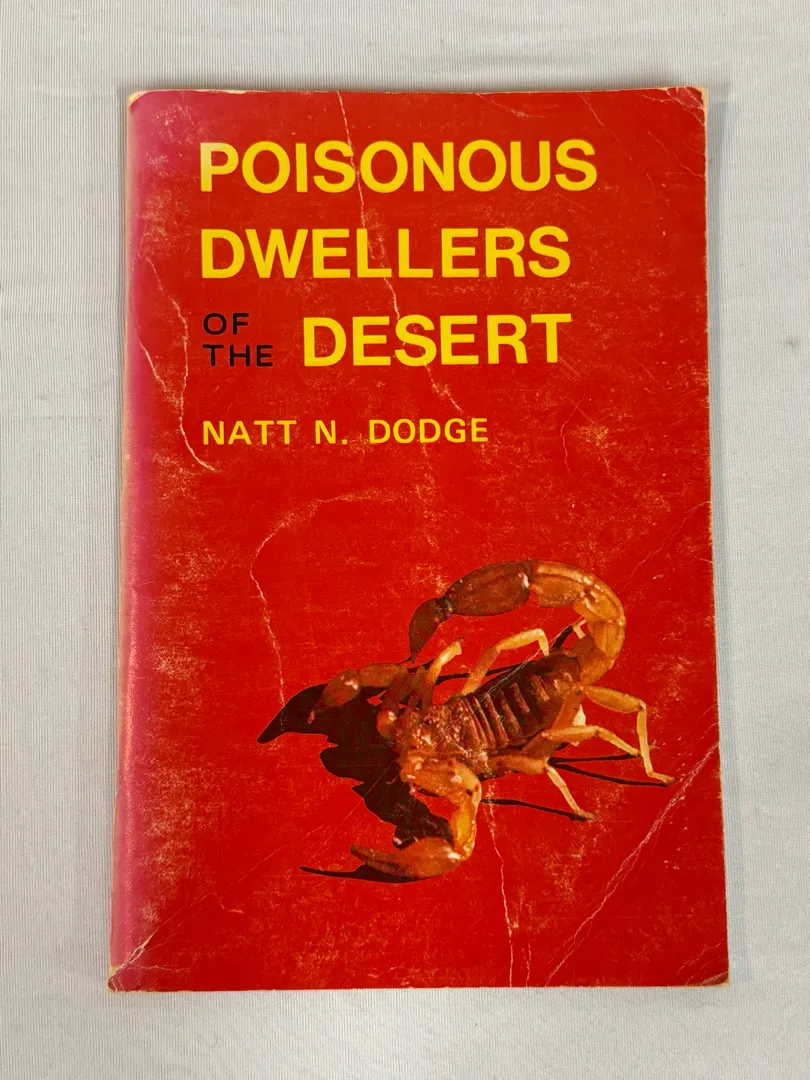 POISONOUS
DWELLERS
OF
THE DESERT
NATT N. DODGE